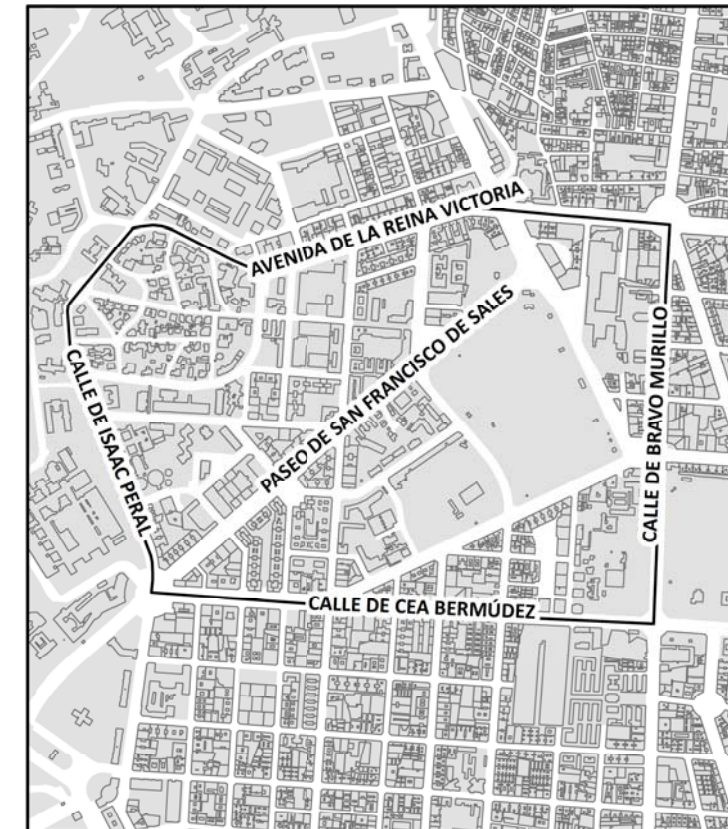 AVENIDA DE LA REINA VICTORIA
PASEO DE SAN FRANCISCO DE SALES
CALLE DE BRAVO MURILLO
CALLE DE ISAAC PERAL
CALLE DE CEA BERMÚDEZ